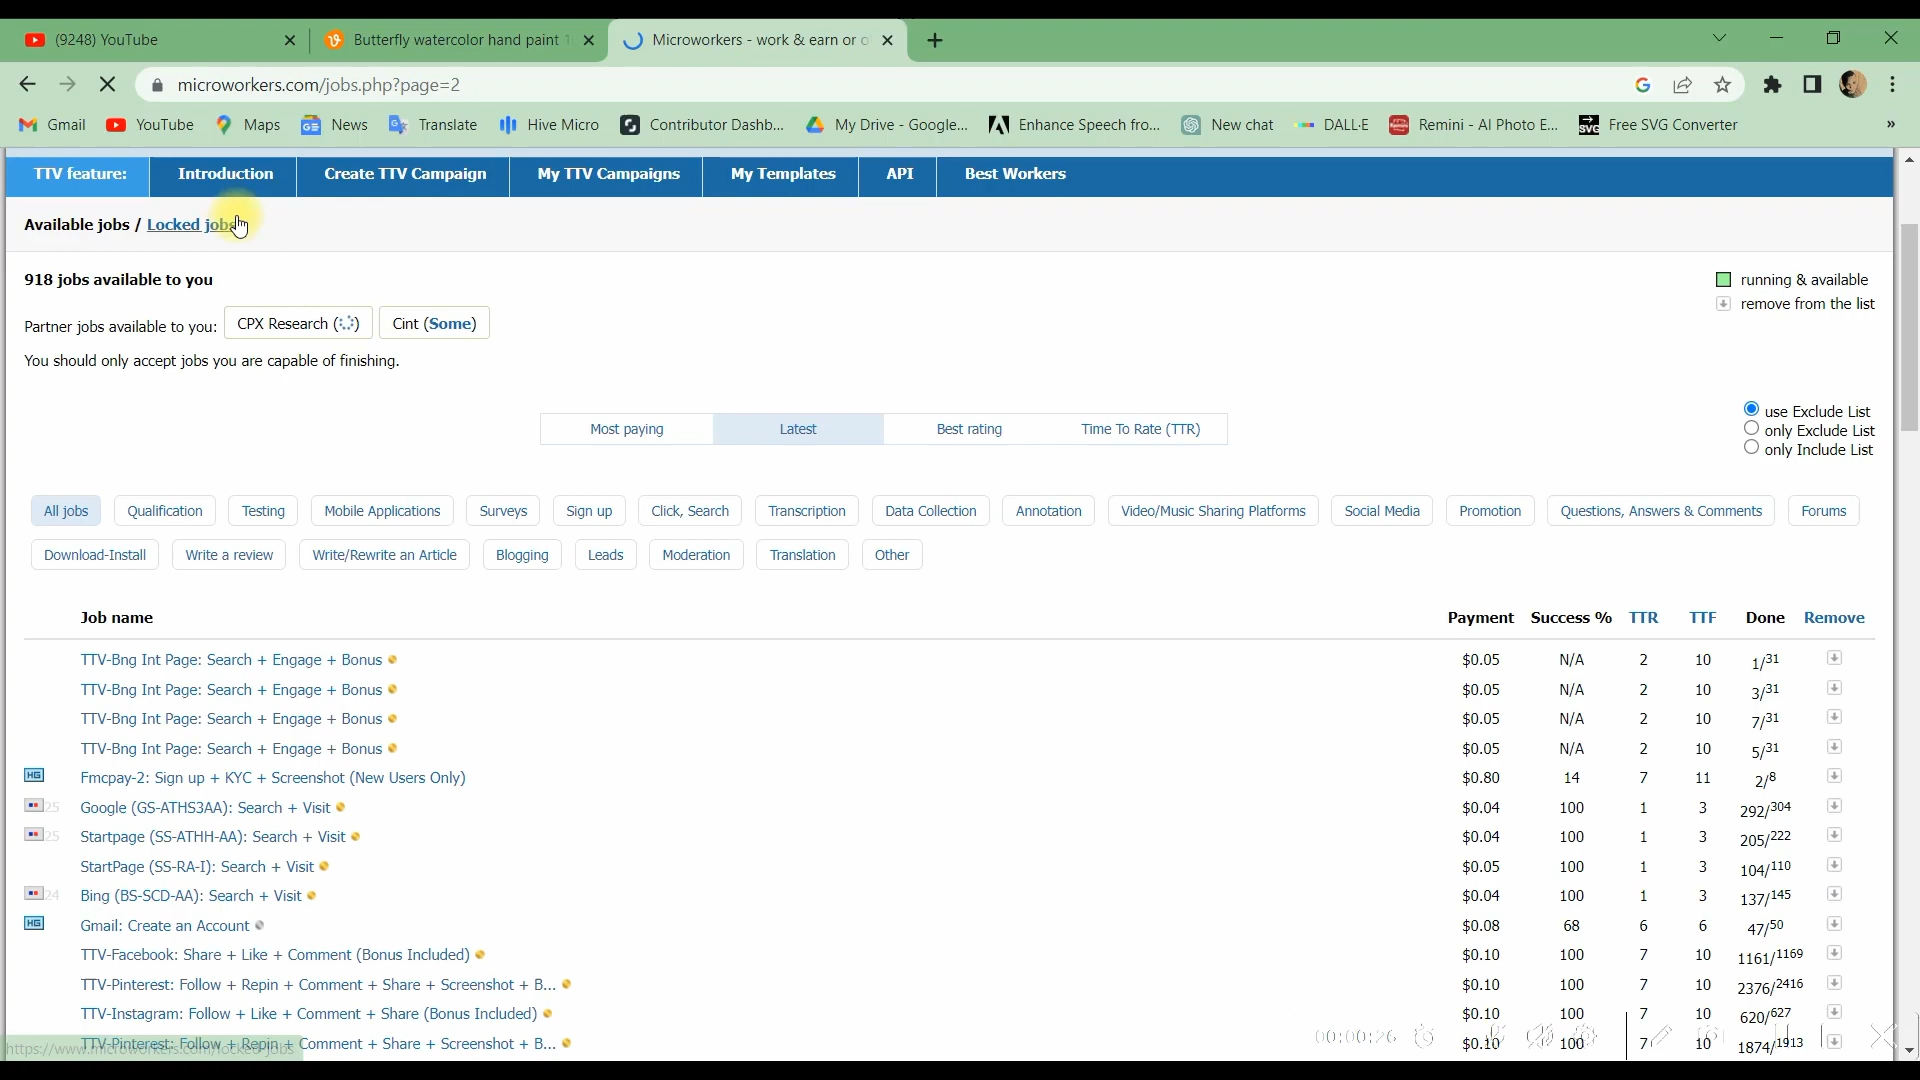 (9248) YouTube
Butterfly watercolor hand paint 1
Microworkers - work & earn or o
microworkers.com/jobs.php?page=2
Gmail YouTube Maps News Translate Hive Micro Contributor Dashb... My Drive - Google... Enhance Speech fro... New chat DALL·E Remini - AI Photo E... Free SVG Converter »
TTV feature: Introduction Create TTV Campaign My TTV Campaigns My Templates API Best Workers
Available jobs / Locked jobs
918 jobs available to you
running & available
remove from the list
Partner jobs available to you: CPX Research ( ) Cint (Some)
You should only accept jobs you are capable of finishing.
use Exclude List
only Exclude List
only Include List
Most paying Latest Best rating Time To Rate (TTR)
All jobs Qualification Testing Mobile Applications Surveys Sign up Click, Search Transcription Data Collection Annotation Video/Music Sharing Platforms Social Media Promotion Questions, Answers & Comments Forums
Download-Install Write a review Write/Rewrite an Article Blogging Leads Moderation Translation Other
Job name Payment Success % TTR TTF Done Remove
TTV-Bng Int Page: Search + Engage + Bonus $0.05 N/A 2 10 1/31
TTV-Bng Int Page: Search + Engage + Bonus $0.05 N/A 2 10 3/31
TTV-Bng Int Page: Search + Engage + Bonus $0.05 N/A 2 10 7/31
TTV-Bng Int Page: Search + Engage + Bonus $0.05 N/A 2 10 5/31
HG Fmcpay-2: Sign up + KYC + Screenshot (New Users Only) $0.80 14 7 11 2/8
25 Google (GS-ATHS3AA): Search + Visit $0.04 100 1 3 292/304
25 Startpage (SS-ATHH-AA): Search + Visit $0.04 100 1 3 205/222
StartPage (SS-RA-I): Search + Visit $0.05 100 1 3 104/110
24 Bing (BS-SCD-AA): Search + Visit $0.04 100 1 3 137/145
HG Gmail: Create an Account $0.08 68 6 6 47/50
TTV-Facebook: Share + Like + Comment (Bonus Included) $0.10 100 7 10 1161/1169
TTV-Pinterest: Follow + Repin + Comment + Share + Screenshot + B... $0.10 100 7 10 2376/2416
TTV-Instagram: Follow + Like + Comment + Share (Bonus Included) $0.10 100 7 10 620/627
TTV-Pinterest: Follow + Repin + Comment + Share + Screenshot + B... $0.10 100 7 10 1874/1913
00:00:26
https://www.microworkers.com/locked-jobs